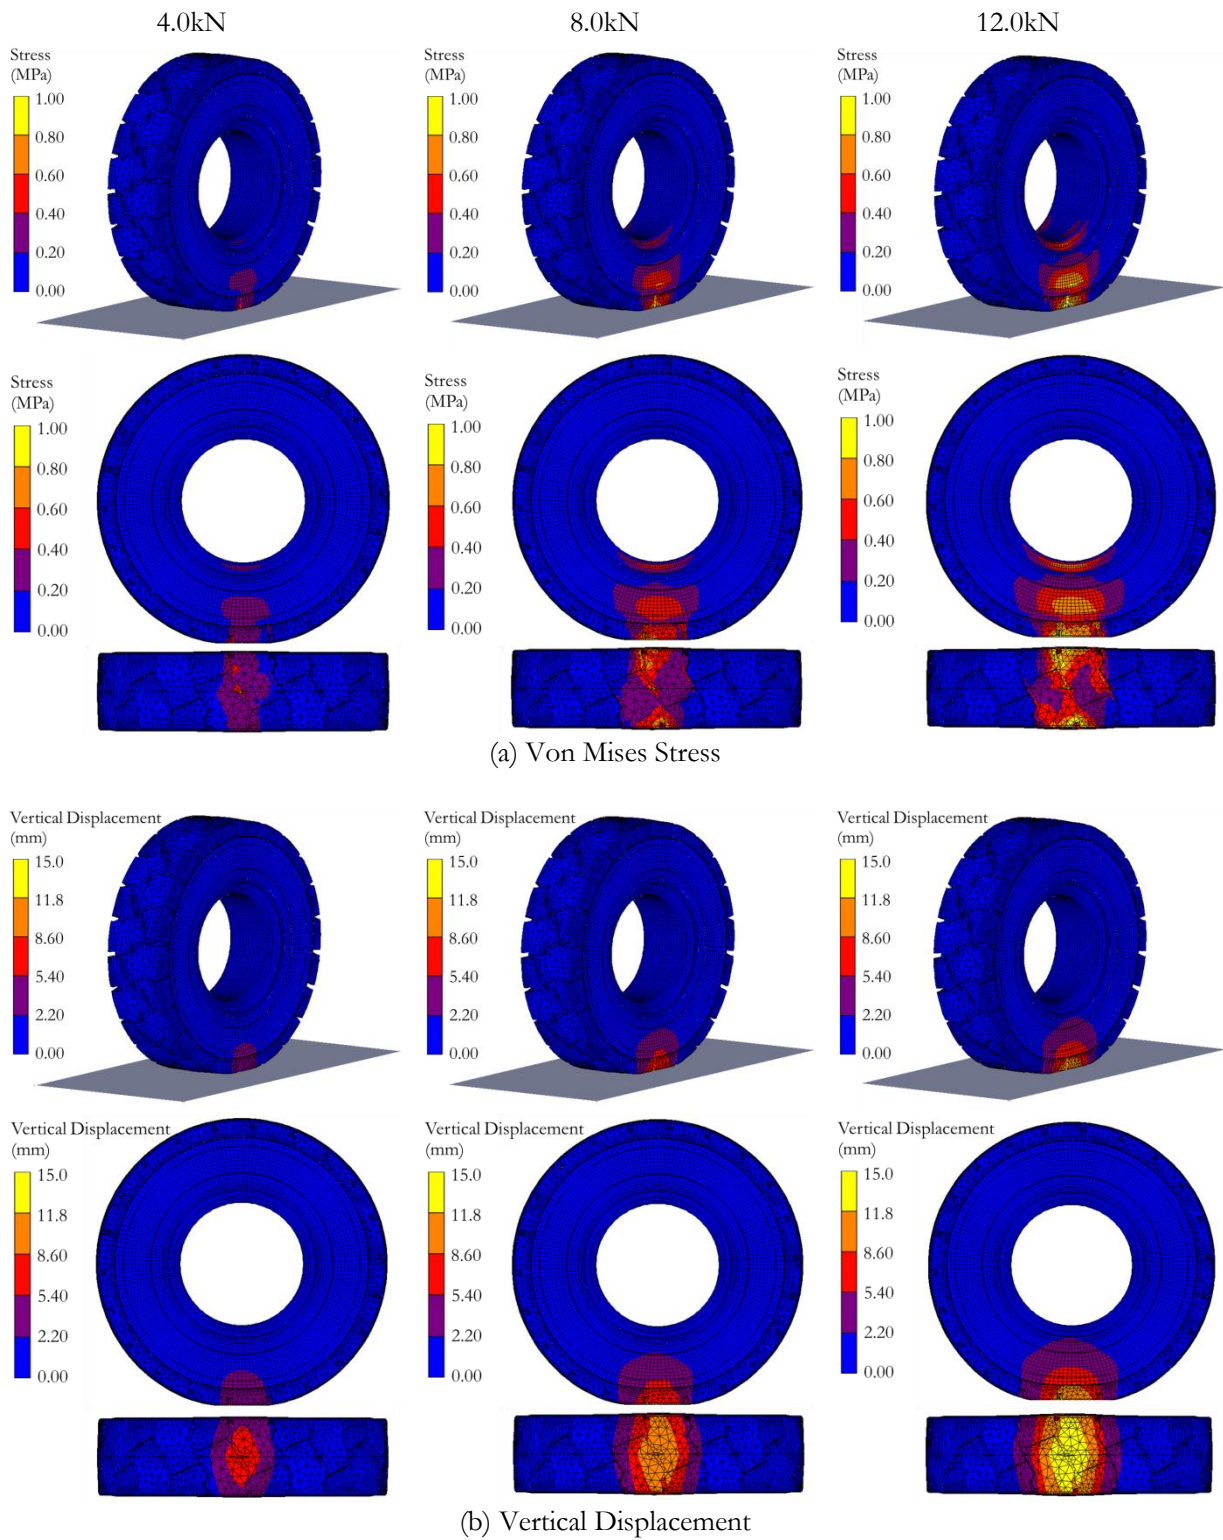 4.0kN 8.0kN 12.0kN
Stress Stress Stress
(MPa) (MPa) (MPa)
1.00 1.00 1.00
0.80 0.80 0.80
0.60 0.60 0.60
0.40 0.40 0.40
0.20 0.20 0.20
0.00 0.00 0.00
Stress Stress Stress
(MPa) (MPa) (MPa)
1.00 1.00 1.00
0.80 0.80 0.80
0.60 0.60 0.60
0.40 0.40 0.40
0.20 0.20 0.20
0.00 0.00 0.00
(a) Von Mises Stress
Vertical Displacement Vertical Displacement Vertical Displacement
(mm) (mm) (mm)
15.0 15.0 15.0
11.8 11.8 11.8
8.60 8.60 8.60
5.40 5.40 5.40
2.20 2.20 2.20
0.00 0.00 0.00
Vertical Displacement Vertical Displacement Vertical Displacement
(mm) (mm) (mm)
15.0 15.0 15.0
11.8 11.8 11.8
8.60 8.60 8.60
5.40 5.40 5.40
2.20 2.20 2.20
0.00 0.00 0.00
(b) Vertical Displacement